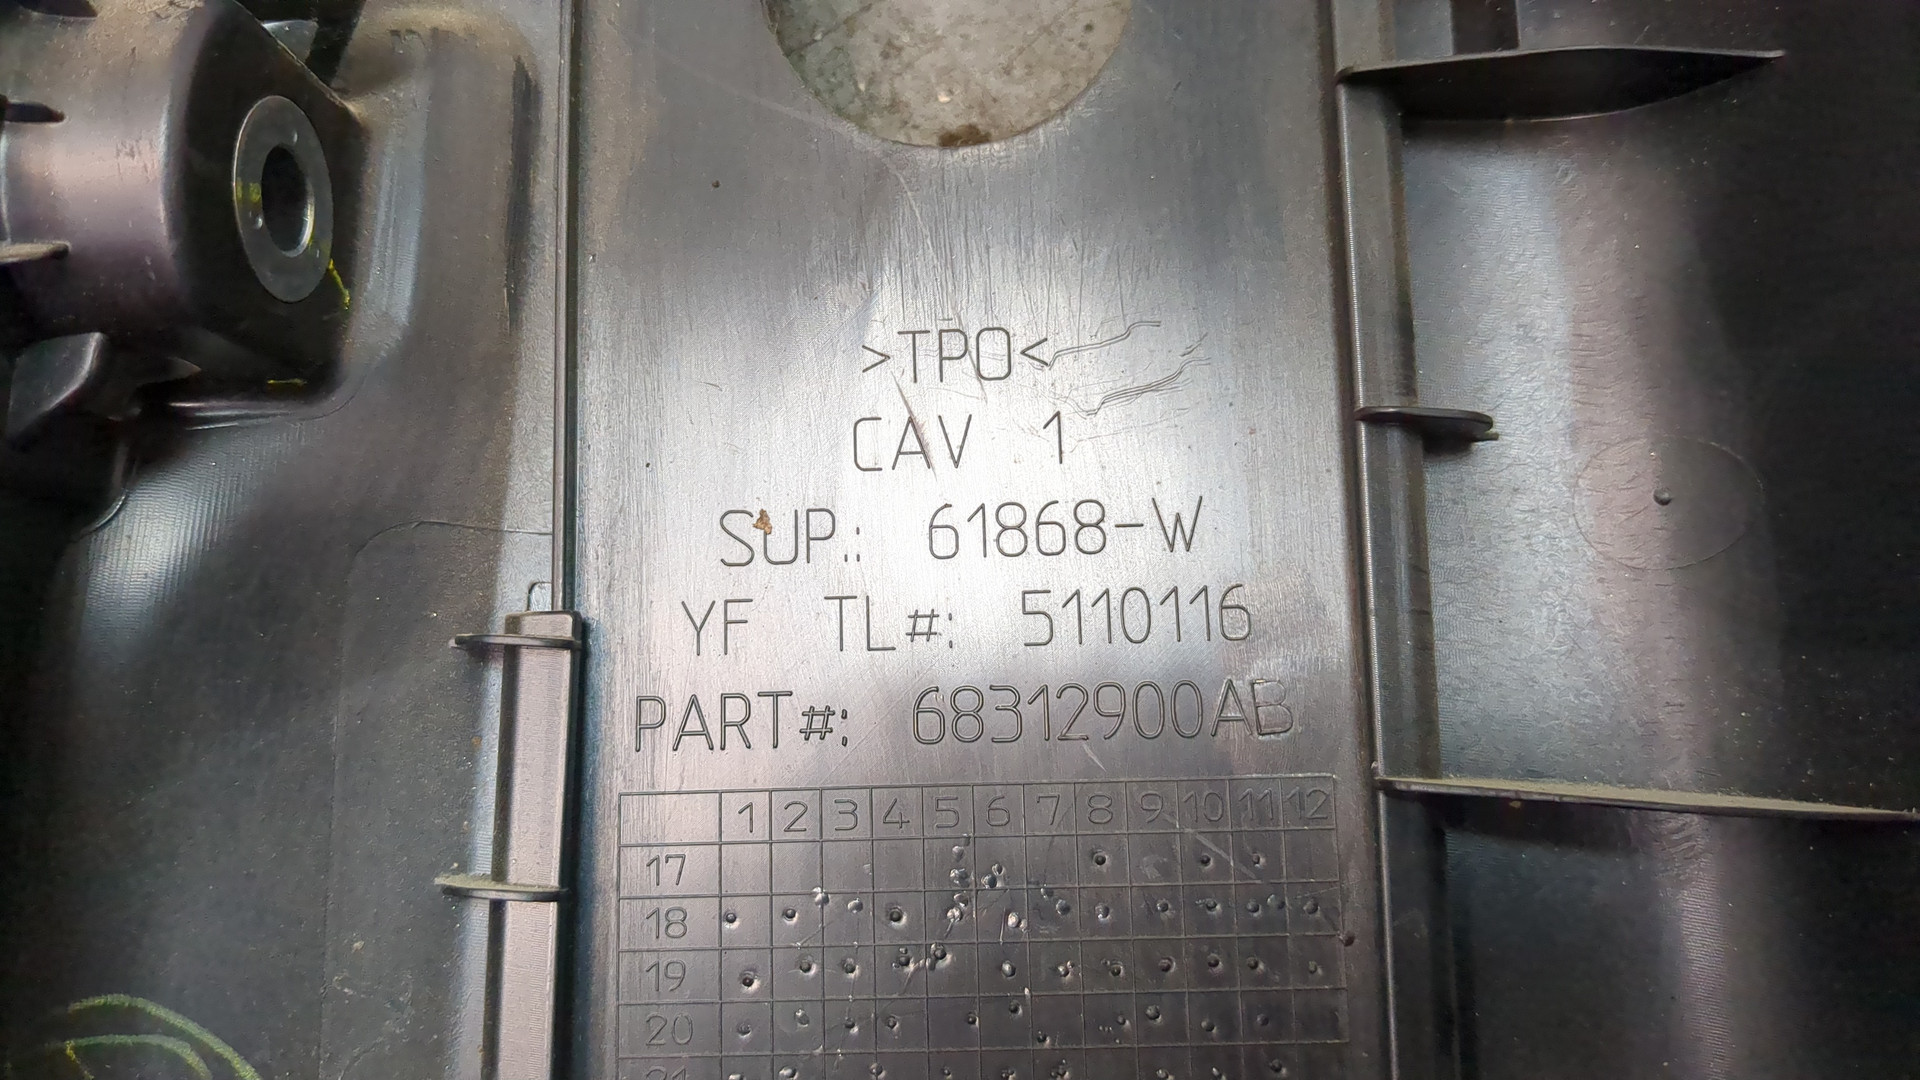 >TPO<
CAV 1
SUP.: 61868-W
YF TL#: 5110116
PART#: 68312900AB
1 2 3 4 5 6 7 8 9 10 11 12
17
18
19
20
21